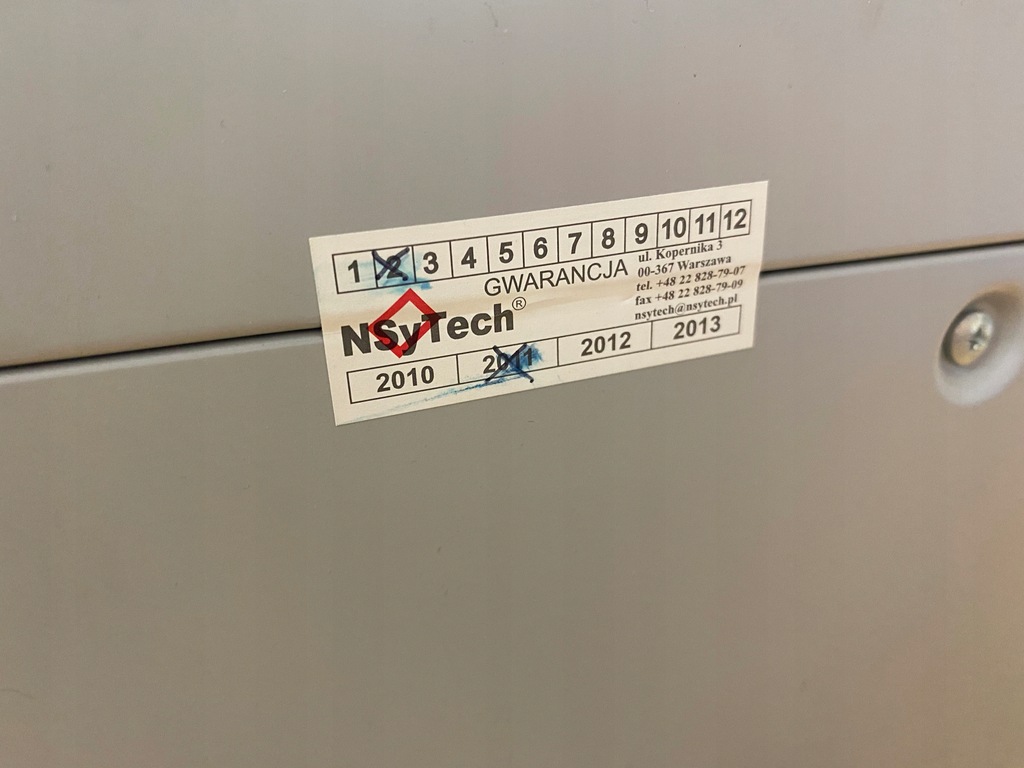 1 2 3 4 5 6 7 8 9 10 11 12
GWARANCJA
ul. Kopernika 3
00-367 Warszawa
tel. +48 22 828-79-07
fax +48 22 828-79-09
nsytech@nsytech.pl
NSyTech®
2010 2011 2012 2013